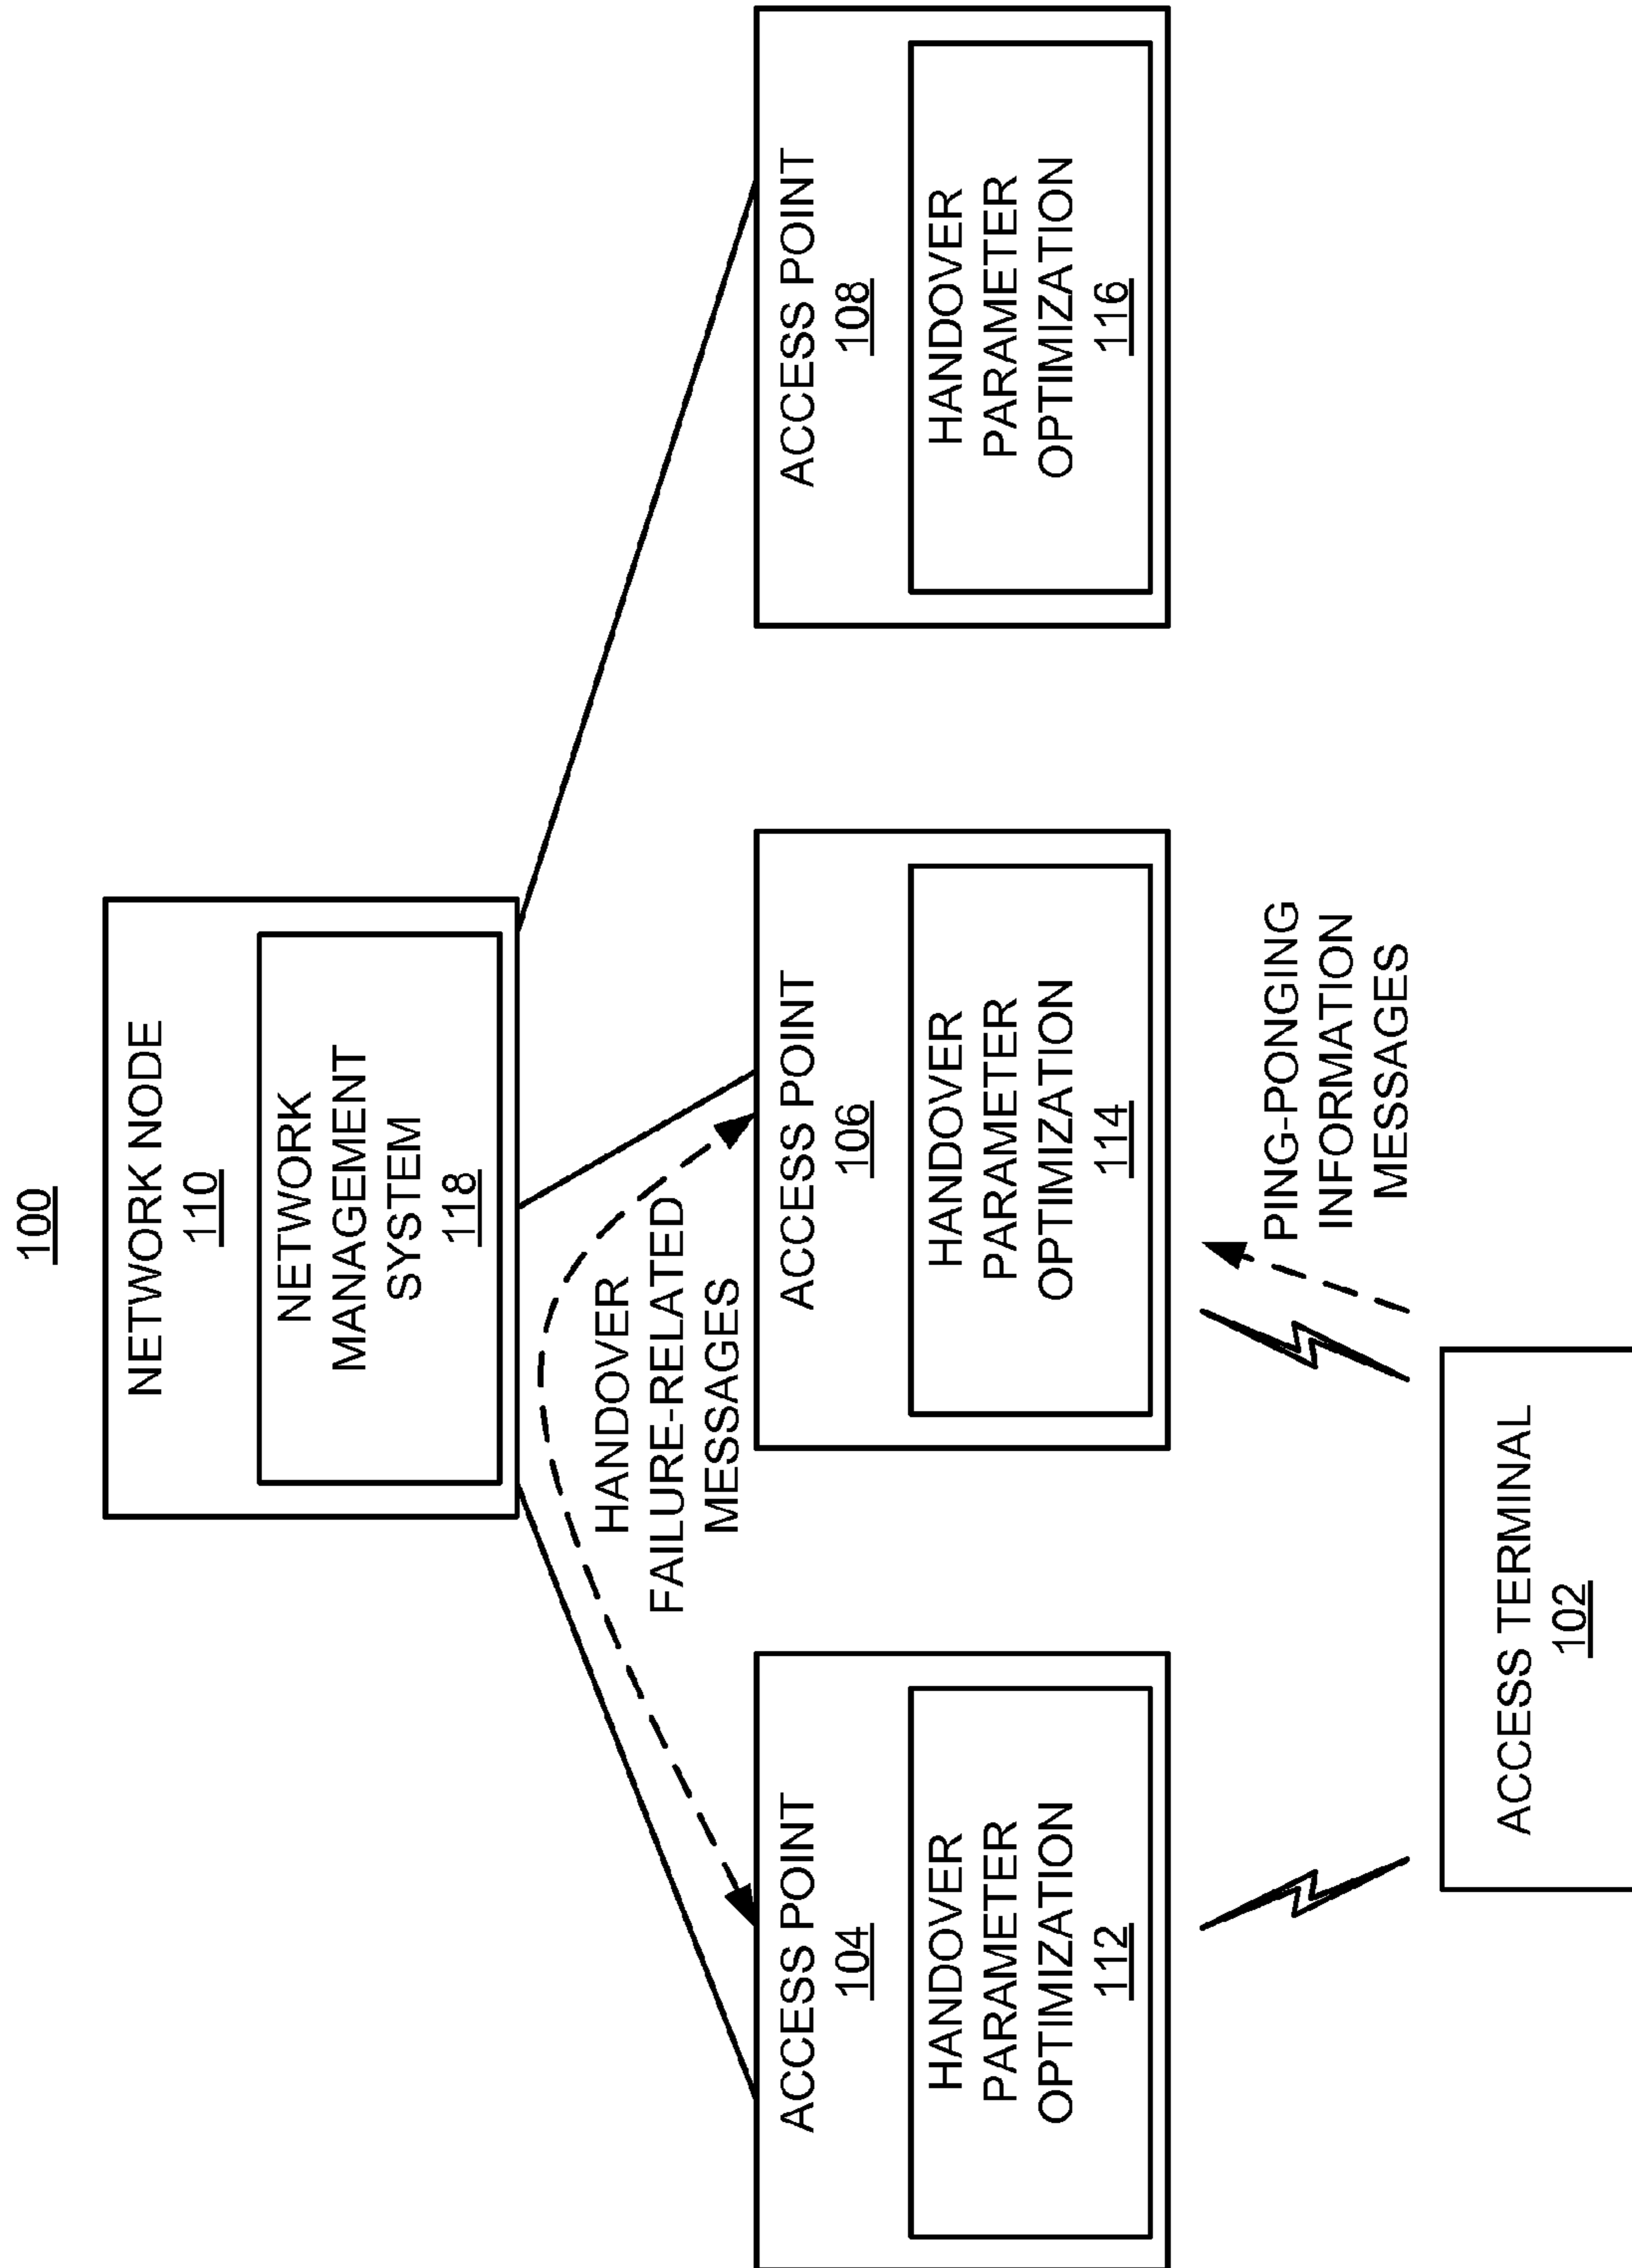 100
NETWORK NODE
110
NETWORK
MANAGEMENT
SYSTEM
118
HANDOVER
FAILURE-RELATED
MESSAGES
ACCESS POINT
104
HANDOVER
PARAMETER
OPTIMIZATION
112
ACCESS POINT
106
HANDOVER
PARAMETER
OPTIMIZATION
114
ACCESS POINT
108
HANDOVER
PARAMETER
OPTIMIZATION
116
PING-PONGING
INFORMATION
MESSAGES
ACCESS TERMINAL
102